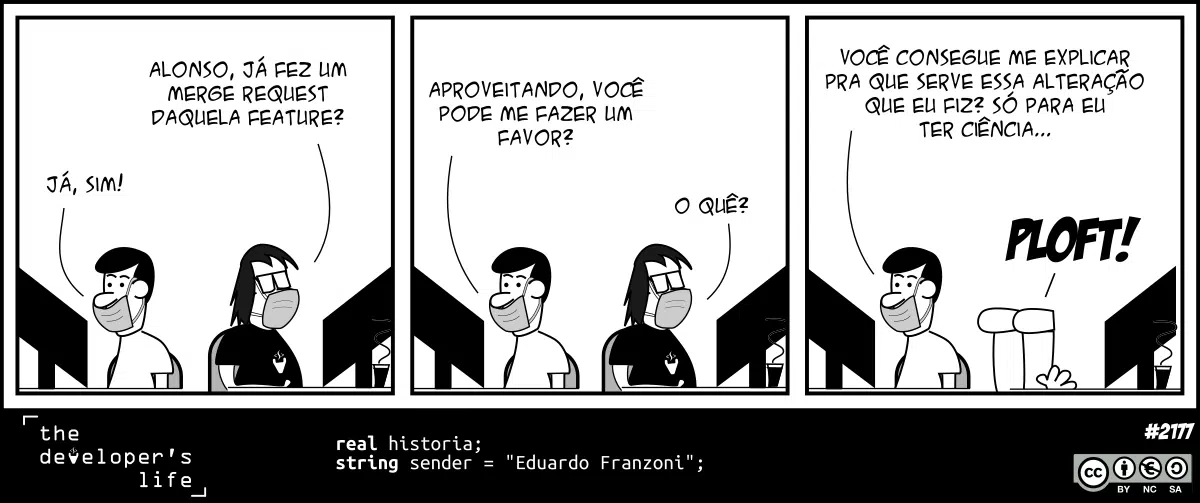 ALONSO, JÁ FEZ UM
MERGE REQUEST
DAQUELA FEATURE?
JÁ, SIM!
APROVEITANDO, VOCÊ
PODE ME FAZER UM
FAVOR?
O QUÊ?
VOCÊ CONSEGUE ME EXPLICAR
PRA QUE SERVE ESSA ALTERAÇÃO
QUE EU FIZ? SÓ PARA EU
TER CIÊNCIA...
PLOFT!
the
developer's
life
real historia;
string sender = "Eduardo Franzoni";
#2177
cc
BY NC SA